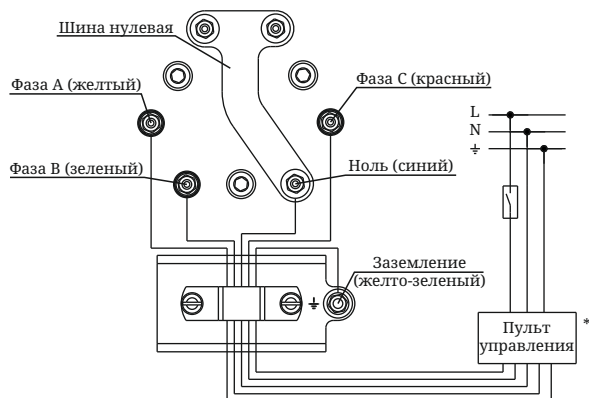 Шина нулевая
Фаза А (желтый)
Фаза С (красный)
L
N
Фаза В (зеленый)
Ноль (синий)
Заземление
(желто-зеленый)
Пульт
управления
*